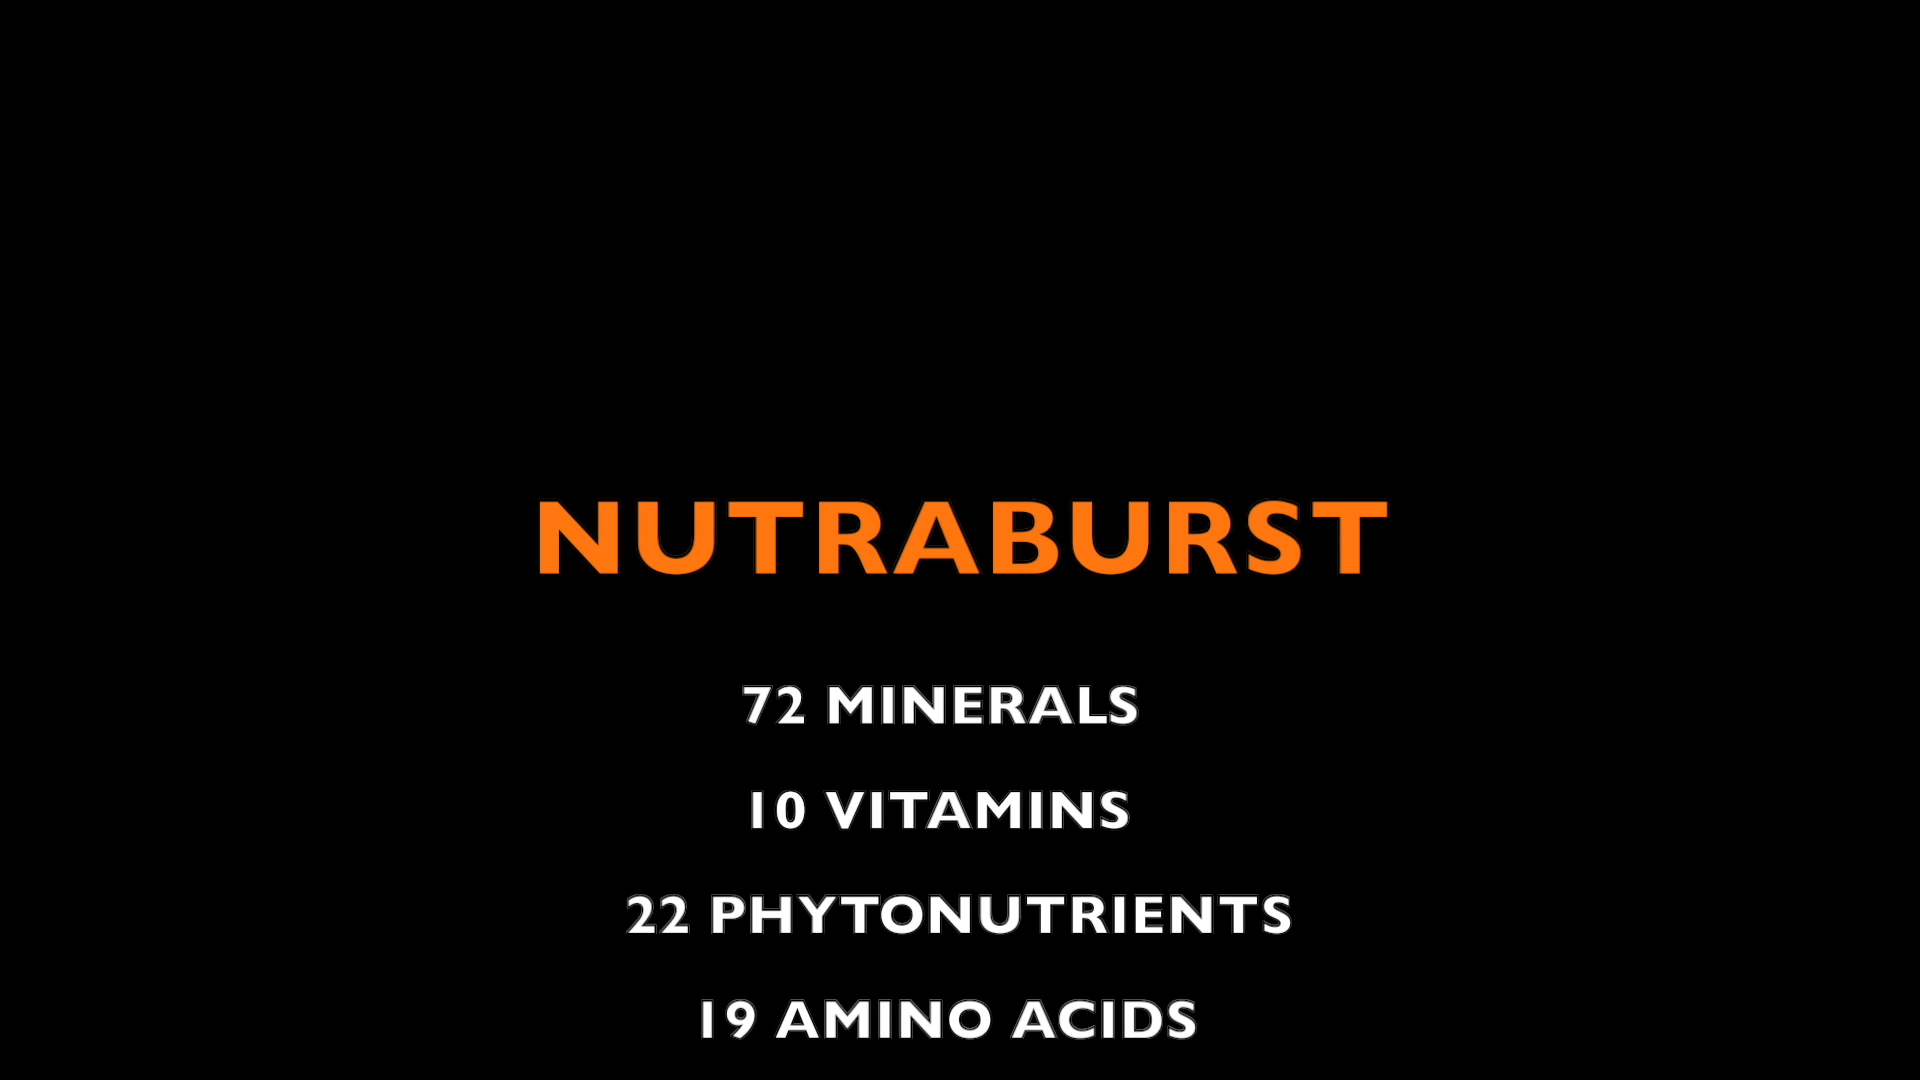 NUTRABURST
72 MINERALS
10 VITAMINS
22 PHYTONUTRIENTS
19 AMINO ACIDS